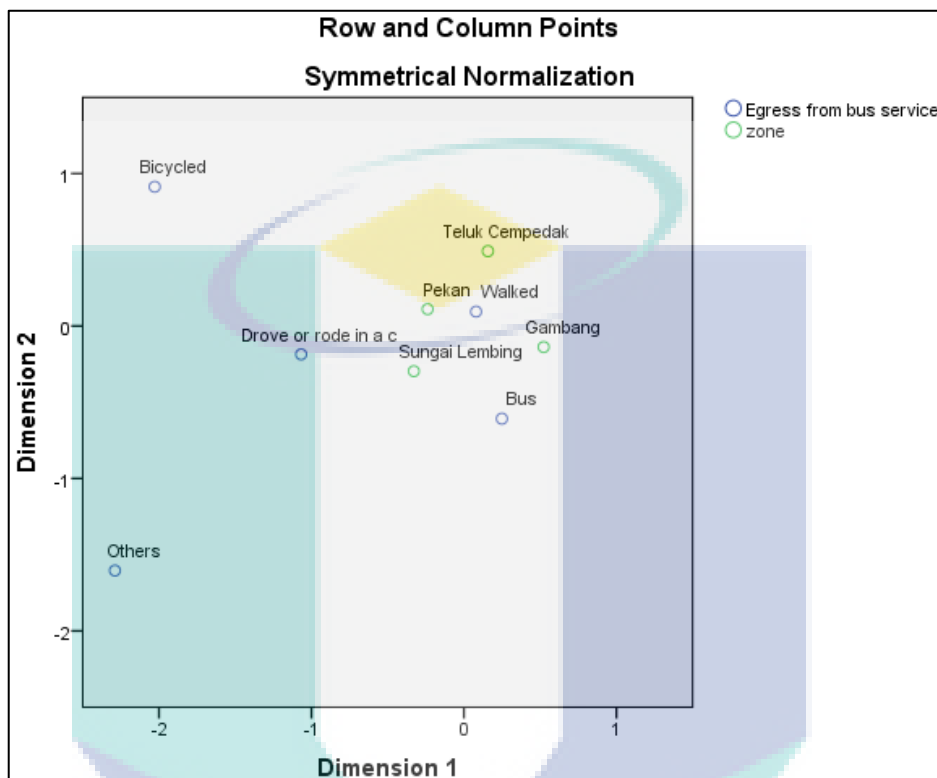 Row and Column Points
Symmetrical Normalization
Egress from bus service
zone
Bicycled
Teluk Cempedak
Pekan
Walked
Drove or rode in a c
Gambang
Sungai Lembing
Bus
Others
Dimension 2
1
0
-1
-2
-2
-1
0
1
Dimension 1